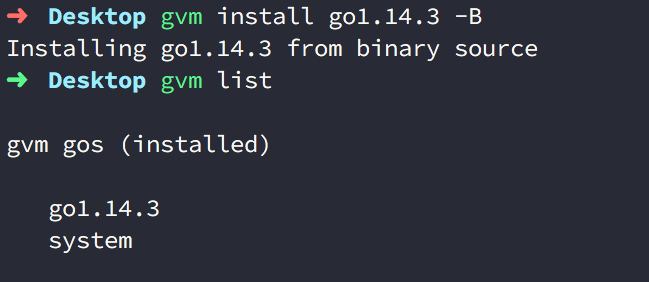 ➜ Desktop gvm install go1.14.3 -B
Installing go1.14.3 from binary source
➜ Desktop gvm list
gvm gos (installed)
go1.14.3
system